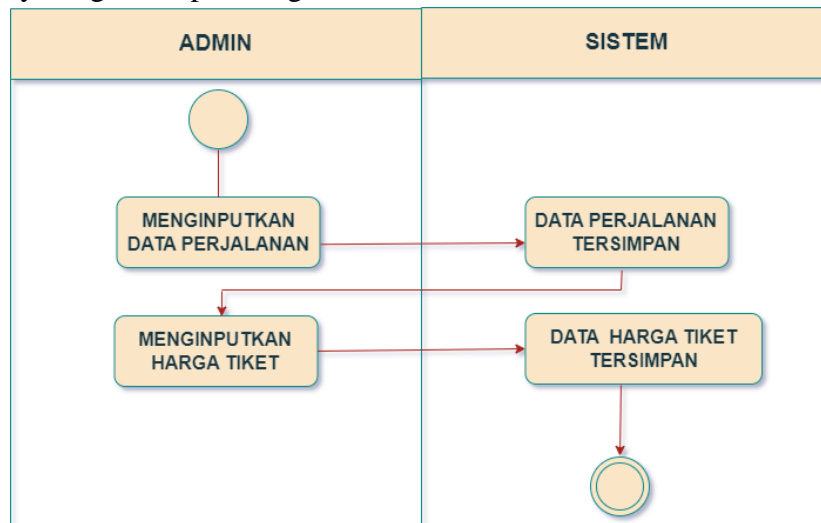 ADMIN
SISTEM
MENGINPUTKAN
DATA PERJALANAN
DATA PERJALANAN
TERSIMPAN
MENGINPUTKAN
HARGA TIKET
DATA HARGA TIKET
TERSIMPAN